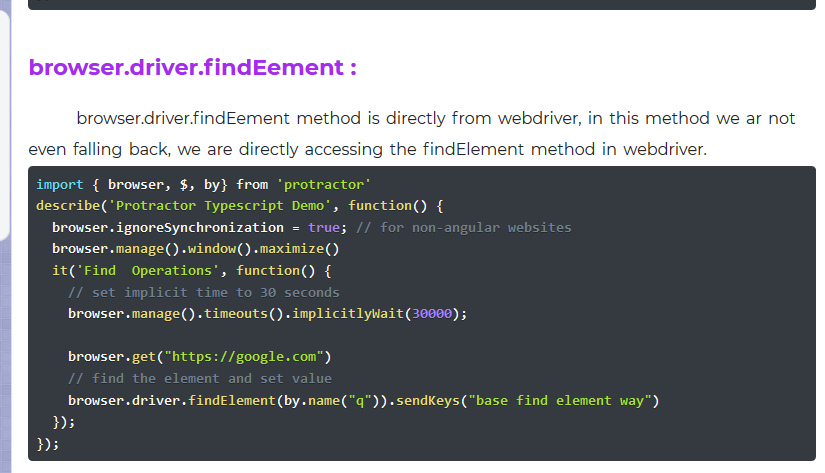 browser.driver.findEement :
browser.driver.findEement method is directly from webdriver, in this method we ar not
even falling back, we are directly accessing the findElement method in webdriver.
import { browser, $, by} from 'protractor'
describe('Protractor Typescript Demo', function() {
  browser.ignoreSynchronization = true; // for non-angular websites
  browser.manage().window().maximize()
  it('Find  Operations', function() {
    // set implicit time to 30 seconds
    browser.manage().timeouts().implicitlyWait(30000);
    browser.get("https://google.com")
    // find the element and set value
    browser.driver.findElement(by.name("q")).sendKeys("base find element way")
  });
});